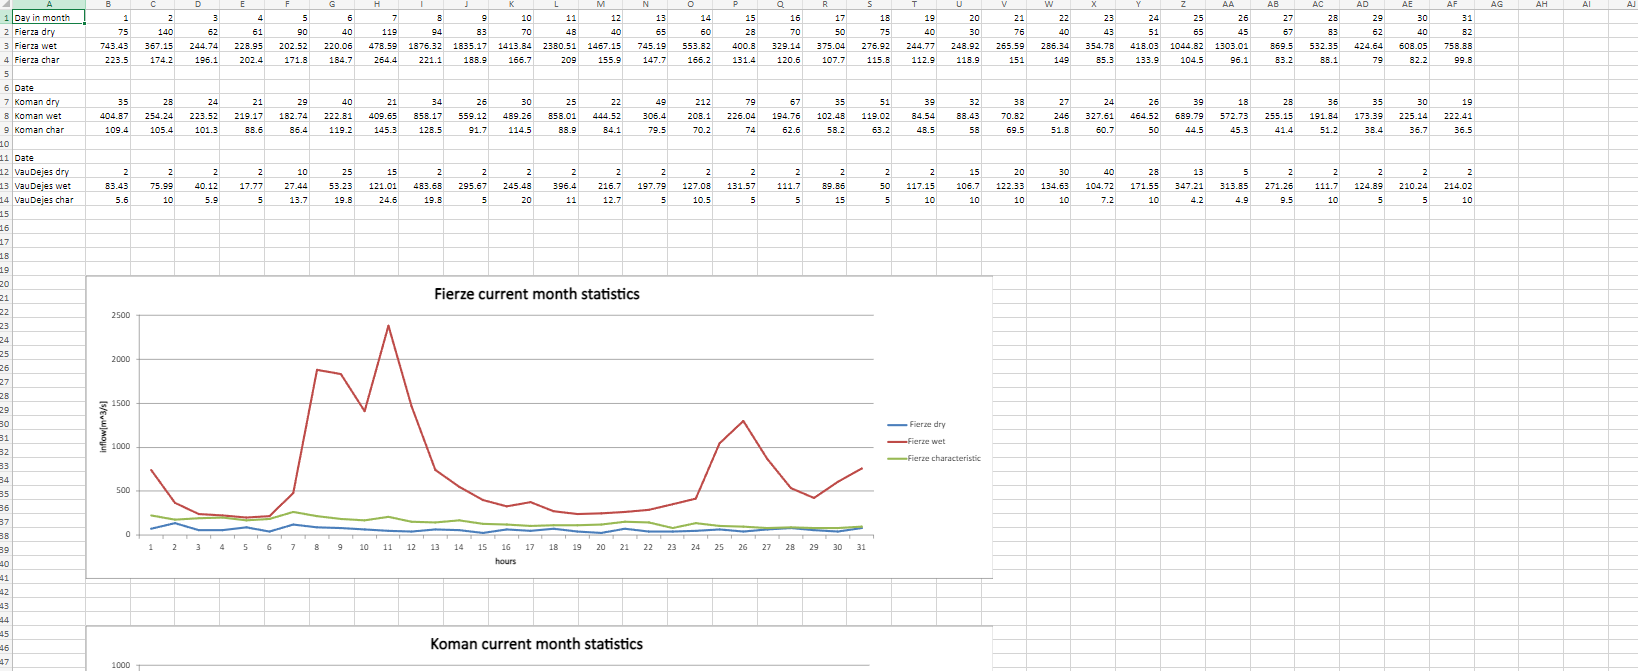 A B C D E F G H I J K L M N O P Q R S T U V W X Y Z AA AB AC AD AE AF AG AH AI AJ
1 Day in month 1 2 3 4 5 6 7 8 9 10 11 12 13 14 15 16 17 18 19 20 21 22 23 24 25 26 27 28 29 30 31
2 Fierza dry 75 140 62 61 90 40 119 94 83 70 48 40 65 60 28 70 50 75 40 30 76 40 43 51 65 45 67 83 62 40 82
3 Fierza wet 743.43 367.15 244.74 228.95 202.52 220.06 478.59 1876.32 1835.17 1413.84 2380.51 1467.15 745.19 553.82 400.8 329.14 375.04 276.92 244.77 248.92 265.59 286.34 354.78 418.03 1044.82 1303.01 869.5 532.35 424.64 608.05 758.88
4 Fierza char 223.5 174.2 196.1 202.4 171.8 184.7 264.4 221.1 188.9 166.7 209 155.9 147.7 166.2 131.4 120.6 107.7 115.8 112.9 118.9 151 149 85.3 133.9 104.5 96.1 83.2 88.1 79 82.2 99.8
5
6 Date
7 Koman dry 35 28 24 21 29 40 21 34 26 30 25 22 49 212 79 67 35 51 39 32 38 27 24 26 39 18 28 36 35 30 19
8 Koman wet 404.87 254.24 223.52 219.17 182.74 222.81 409.65 858.17 559.12 489.26 858.01 444.52 306.4 208.1 226.04 194.76 102.48 119.02 84.54 88.43 70.82 246 327.61 464.52 689.79 572.73 255.15 191.84 173.39 225.14 222.41
9 Koman char 109.4 105.4 101.3 88.6 86.4 119.2 145.3 128.5 91.7 114.5 88.9 84.1 79.5 70.2 74 62.6 58.2 63.2 48.5 58 69.5 51.8 60.7 50 44.5 45.3 41.4 51.2 38.4 36.7 36.5
10
11 Date
12 VauDejes dry 2 2 2 2 10 25 15 2 2 2 2 2 2 2 2 2 2 2 2 15 20 30 40 28 13 5 2 2 2 2 2
13 VauDejes wet 83.43 75.99 40.12 17.77 27.44 53.23 121.01 483.68 295.67 245.48 396.4 216.7 197.79 127.08 131.57 111.7 89.86 50 117.15 106.7 122.33 134.63 104.72 171.55 347.21 313.85 271.26 111.7 124.89 210.24 214.02
14 VauDejes char 5.6 10 5.9 5 13.7 19.8 24.6 19.8 5 20 11 12.7 5 10.5 5 5 15 5 10 10 10 10 7.2 10 4.2 4.9 9.5 10 5 5 10
15
16
17
18
19
20
21
22
23
24
25
26
27
28
29
30
31
32
33
34
35
36
37
38
39
40
41
42
43
44
45
46
47
Fierze current month statistics
2500
2000
1500
1000
500
0
inflow[m^3/s]
1 2 3 4 5 6 7 8 9 10 11 12 13 14 15 16 17 18 19 20 21 22 23 24 25 26 27 28 29 30 31
hours
Fierze dry
Fierze wet
Fierze characteristic
Koman current month statistics
1000